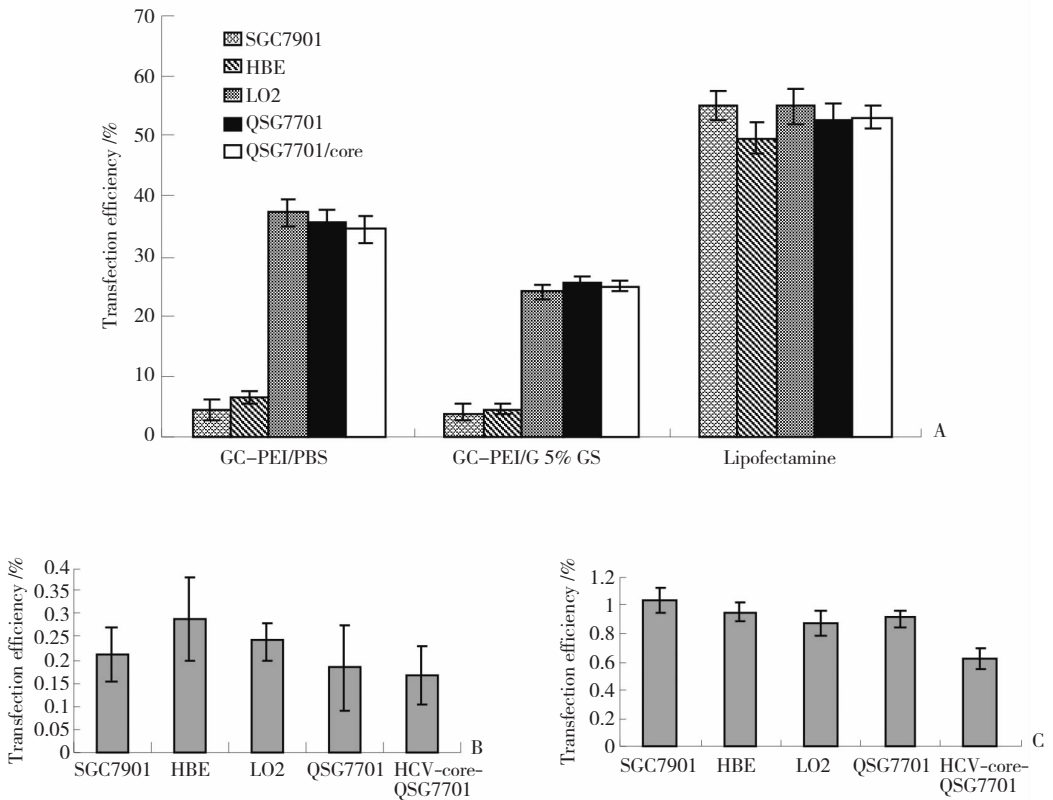 Transfection efficiency /%
70
60
50
40
30
20
10
0
SGC7901
HBE
LO2
QSG7701
QSG7701/core
GC-PEI/PBS
GC-PEI/G 5% GS
Lipofectamine
A
Transfection efficiency /%
0.4
0.35
0.3
0.25
0.2
0.15
0.1
0.05
0
SGC7901
HBE
LO2
QSG7701
HCV-core-
QSG7701
B
Transfection efficiency /%
1.2
1
0.8
0.6
0.4
0.2
0
SGC7901
HBE
LO2
QSG7701
HCV-core-
QSG7701
C